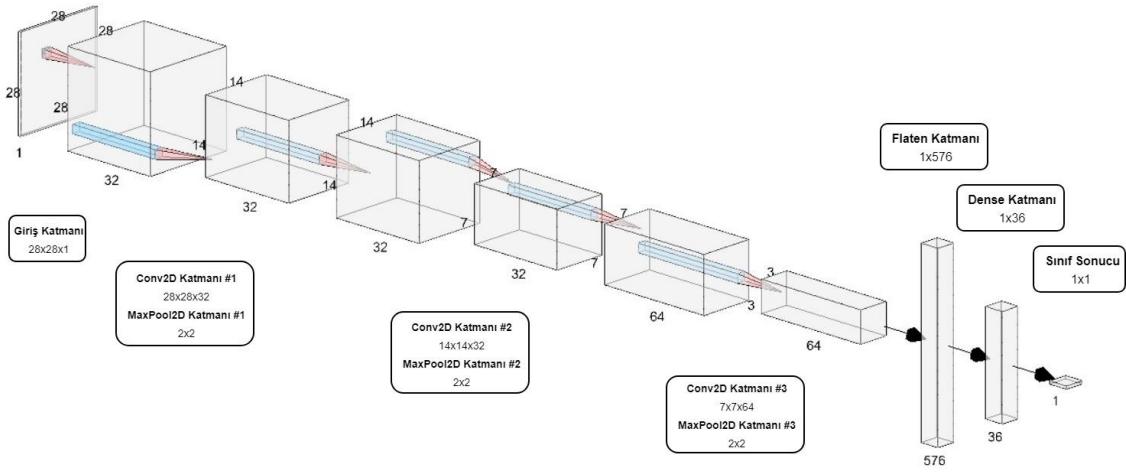 28
28
28
28
1
32
14
14
32
14
14
32
7
7
32
7
7
64
3
3
64
576
36
1
Giriş Katmanı
28x28x1
Conv2D Katmanı #1
28x28x32
MaxPool2D Katmanı #1
2x2
Conv2D Katmanı #2
14x14x32
MaxPool2D Katmanı #2
2x2
Conv2D Katmanı #3
7x7x64
MaxPool2D Katmanı #3
2x2
Flaten Katmanı
1x576
Dense Katmanı
1x36
Sınıf Sonucu
1x1